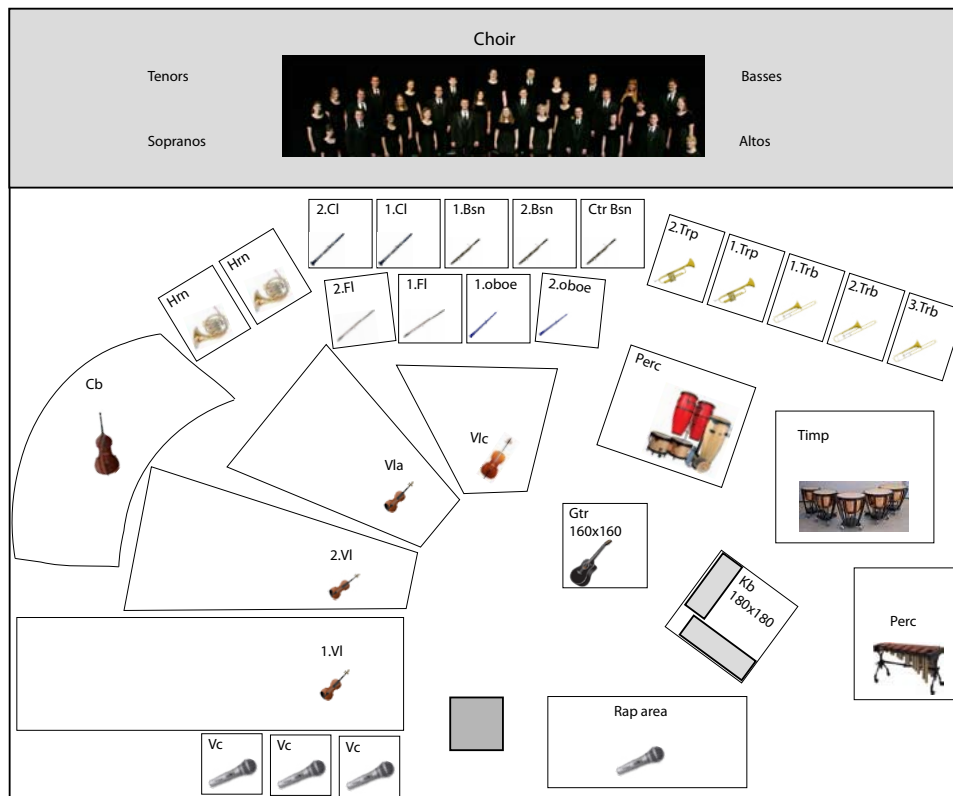 Choir
Tenors
Basses
Sopranos
Altos
2.Cl
1.Cl
1.Bsn
2.Bsn
Ctr Bsn
2.Trp
1.Trp
1.Trb
2.Trb
3.Trb
Hrn
Hrn
2.Fl
1.Fl
1.oboe
2.oboe
Cb
Vla
Vlc
Perc
Timp
2.Vl
Gtr
160x160
Kb
180x180
Perc
1.Vl
Rap area
Vc
Vc
Vc